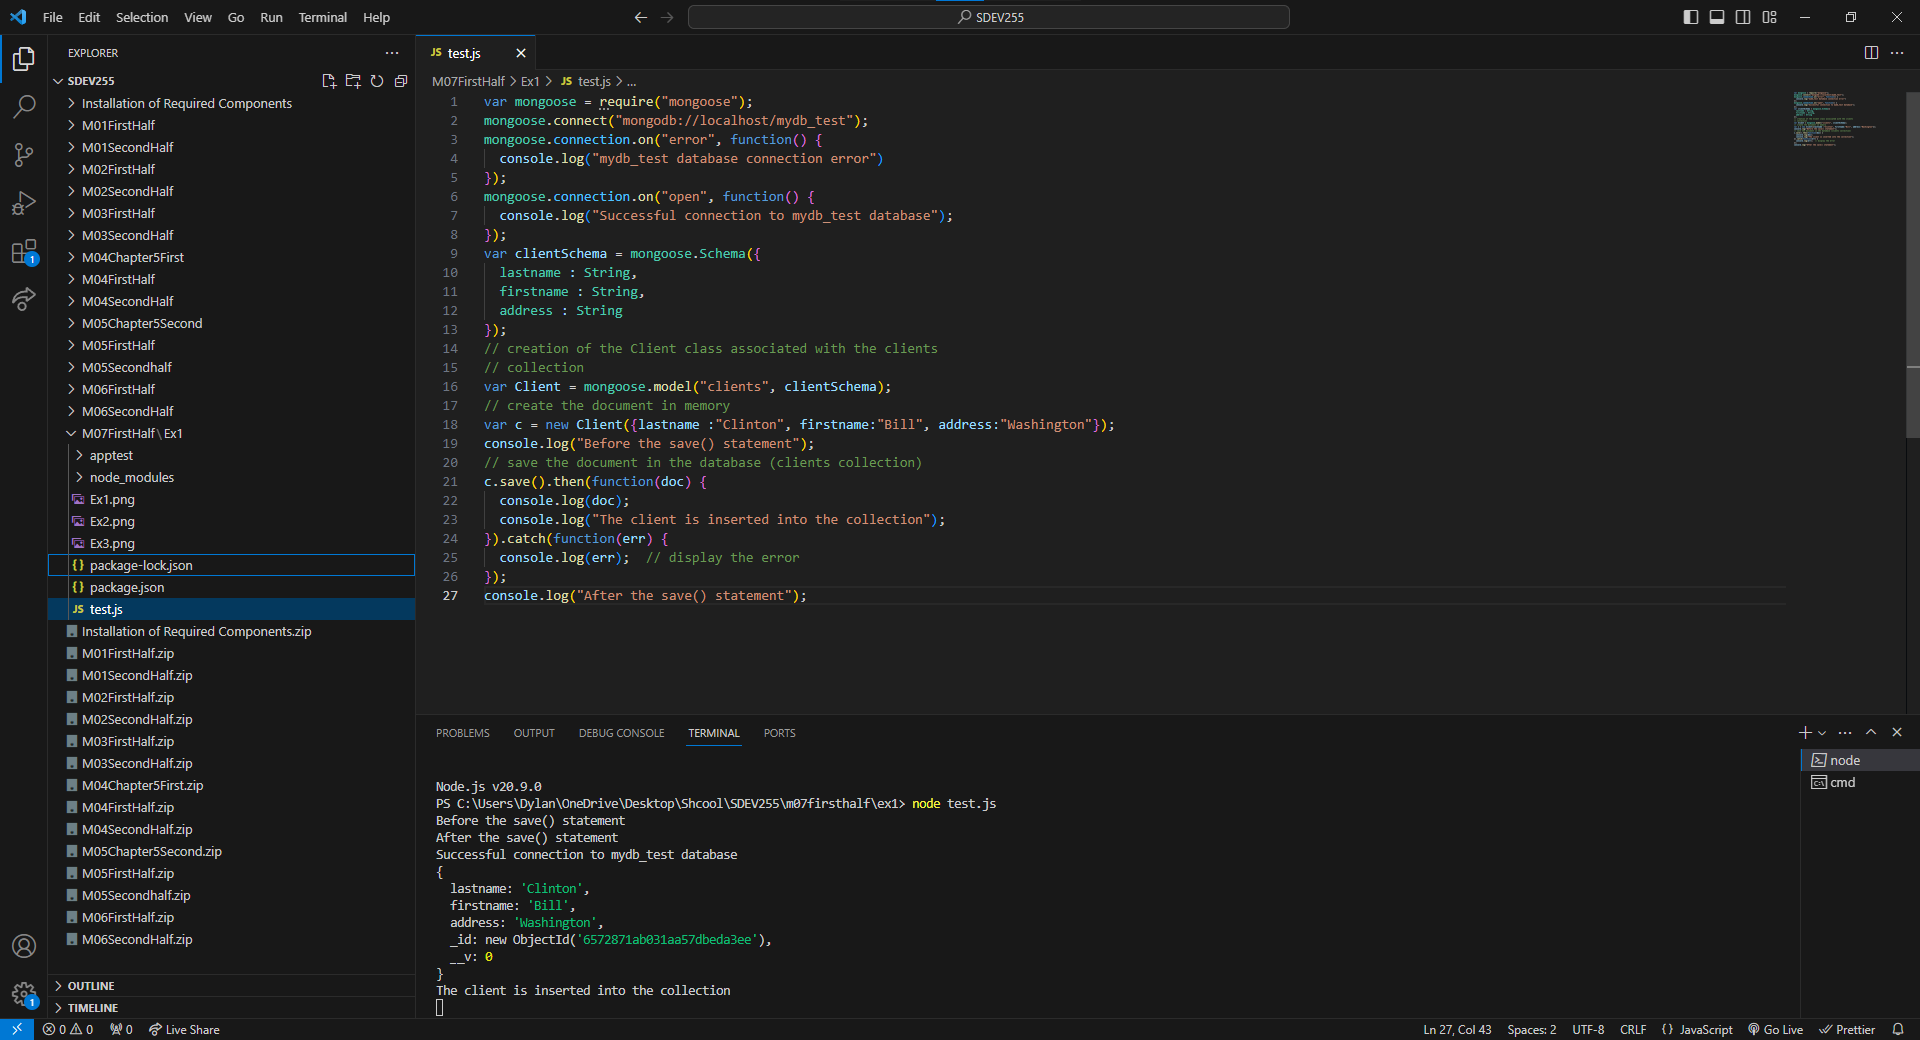 File Edit Selection View Go Run Terminal Help
SDEV255
EXPLORER
SDEV255
Installation of Required Components
M01FirstHalf
M01SecondHalf
M02FirstHalf
M02SecondHalf
M03FirstHalf
M03SecondHalf
M04Chapter5First
M04FirstHalf
M04SecondHalf
M05Chapter5Second
M05FirstHalf
M05Secondhalf
M06FirstHalf
M06SecondHalf
M07FirstHalf\Ex1
apptest
node_modules
Ex1.png
Ex2.png
Ex3.png
{} package-lock.json
{} package.json
JS test.js
Installation of Required Components.zip
M01FirstHalf.zip
M01SecondHalf.zip
M02FirstHalf.zip
M02SecondHalf.zip
M03FirstHalf.zip
M03SecondHalf.zip
M04Chapter5First.zip
M04FirstHalf.zip
M04SecondHalf.zip
M05Chapter5Second.zip
M05FirstHalf.zip
M05Secondhalf.zip
M06FirstHalf.zip
M06SecondHalf.zip
OUTLINE
TIMELINE
1
1
JS test.js
M07FirstHalf > Ex1 > JS test.js > ...
1 var mongoose = require("mongoose");
2 mongoose.connect("mongodb://localhost/mydb_test");
3 mongoose.connection.on("error", function() {
4 console.log("mydb_test database connection error")
5 });
6 mongoose.connection.on("open", function() {
7 console.log("Successful connection to mydb_test database");
8 });
9 var clientSchema = mongoose.Schema({
10 lastname : String,
11 firstname : String,
12 address : String
13 });
14 // creation of the Client class associated with the clients
15 // collection
16 var Client = mongoose.model("clients", clientSchema);
17 // create the document in memory
18 var c = new Client({lastname :"Clinton", firstname:"Bill", address:"Washington"});
19 console.log("Before the save() statement");
20 // save the document in the database (clients collection)
21 c.save().then(function(doc) {
22 console.log(doc);
23 console.log("The client is inserted into the collection");
24 }).catch(function(err) {
25 console.log(err);  // display the error
26 });
27 console.log("After the save() statement");
PROBLEMS OUTPUT DEBUG CONSOLE TERMINAL PORTS
node
cmd
Node.js v20.9.0
PS C:\Users\Dylan\OneDrive\Desktop\Shcool\SDEV255\m07firsthalf\ex1> node test.js
Before the save() statement
After the save() statement
Successful connection to mydb_test database
{
lastname: 'Clinton',
firstname: 'Bill',
address: 'Washington',
_id: new ObjectId('6572871ab031aa57dbeda3ee'),
__v: 0
}
The client is inserted into the collection
0 0 0 Live Share Ln 27, Col 43 Spaces: 2 UTF-8 CRLF {} JavaScript Go Live Prettier